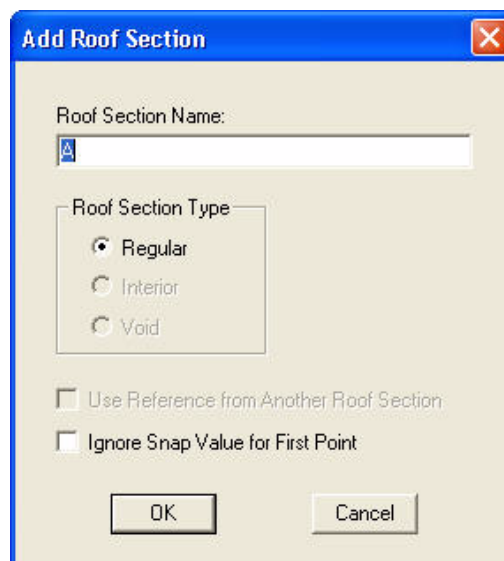 Add Roof Section
Roof Section Name:
A
Roof Section Type
Regular
Interior
Void
Use Reference from Another Roof Section
Ignore Snap Value for First Point
OK Cancel